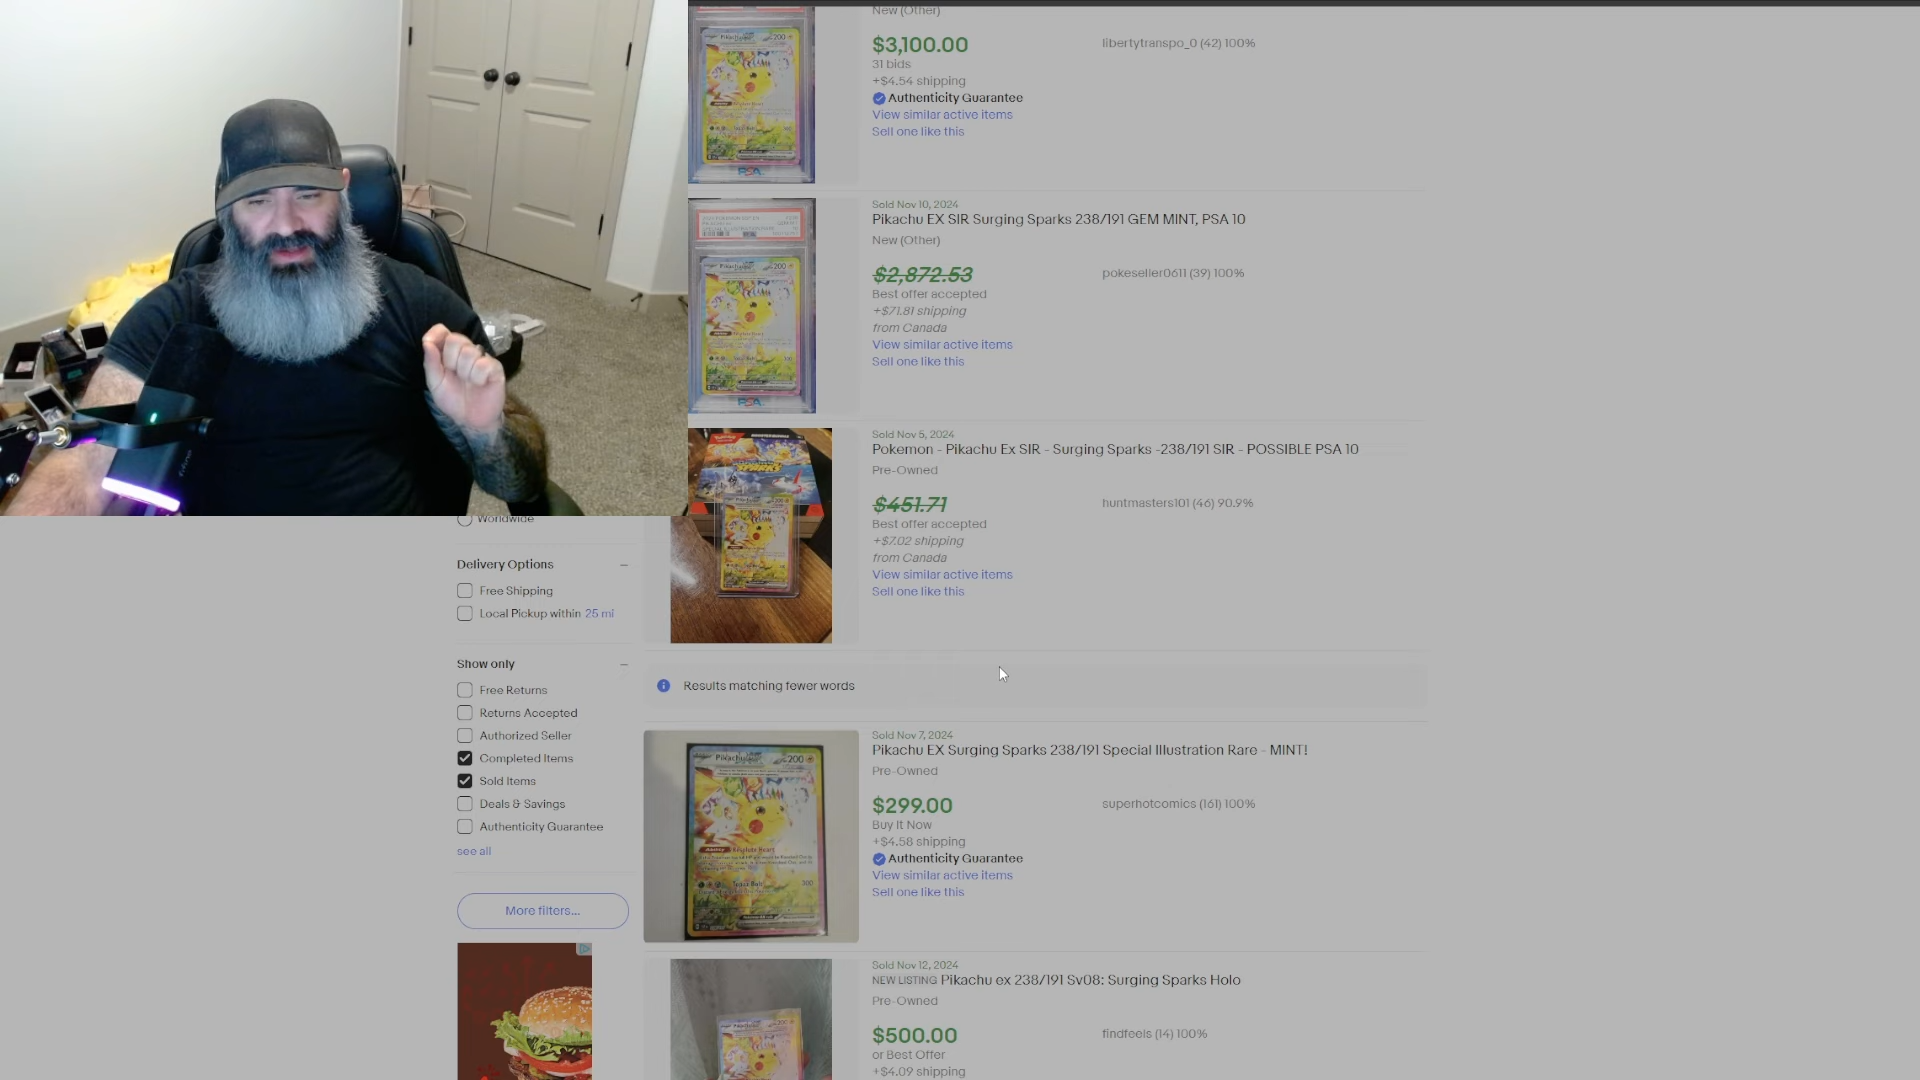 New (Other)
$3,100.00
libertytranspo_0 (42) 100%
31 bids
+$4.54 shipping
Authenticity Guarantee
View similar active items
Sell one like this
Sold Nov 10, 2024
Pikachu EX SIR Surging Sparks 238/191 GEM MINT, PSA 10
New (Other)
$2,872.53
pokeseller0611 (39) 100%
Best offer accepted
+$71.81 shipping
from Canada
View similar active items
Sell one like this
Sold Nov 5, 2024
Pokemon - Pikachu Ex SIR - Surging Sparks -238/191 SIR - POSSIBLE PSA 10
Pre-Owned
$451.71
huntmasters101 (46) 90.9%
Best offer accepted
+$7.02 shipping
from Canada
View similar active items
Sell one like this
Worldwide
Delivery Options
Free Shipping
Local Pickup within 25 mi
Show only
Free Returns
Returns Accepted
Authorized Seller
Completed Items
Sold Items
Deals & Savings
Authenticity Guarantee
see all
More filters...
Results matching fewer words
Sold Nov 7, 2024
Pikachu EX Surging Sparks 238/191 Special Illustration Rare - MINT!
Pre-Owned
$299.00
superhotcomics (161) 100%
Buy It Now
+$4.58 shipping
Authenticity Guarantee
View similar active items
Sell one like this
Sold Nov 12, 2024
NEW LISTING Pikachu ex 238/191 Sv08: Surging Sparks Holo
Pre-Owned
$500.00
findfeels (14) 100%
or Best Offer
+$4.09 shipping